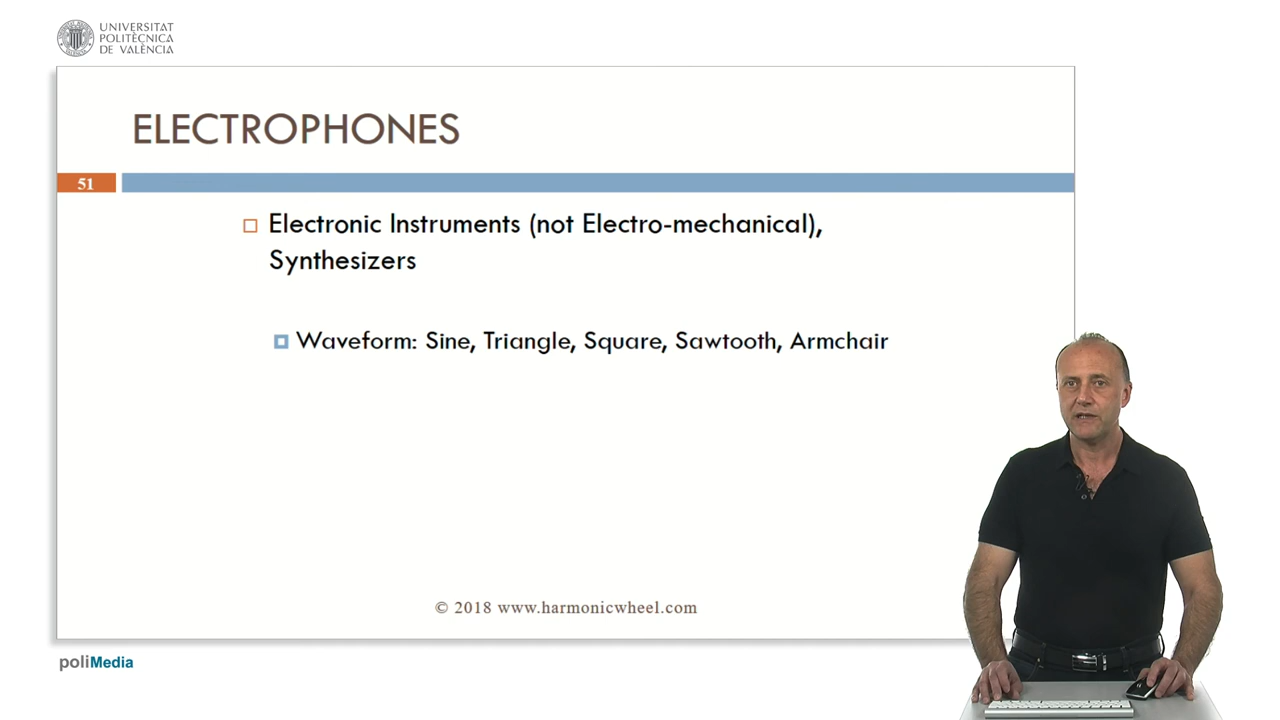 UNIVERSITAT
POLITÈCNICA
DE VALÈNCIA
ELECTROPHONES
51
Electronic Instruments (not Electro-mechanical),
Synthesizers
Waveform: Sine, Triangle, Square, Sawtooth, Armchair
© 2018 www.harmonicwheel.com
poliMedia